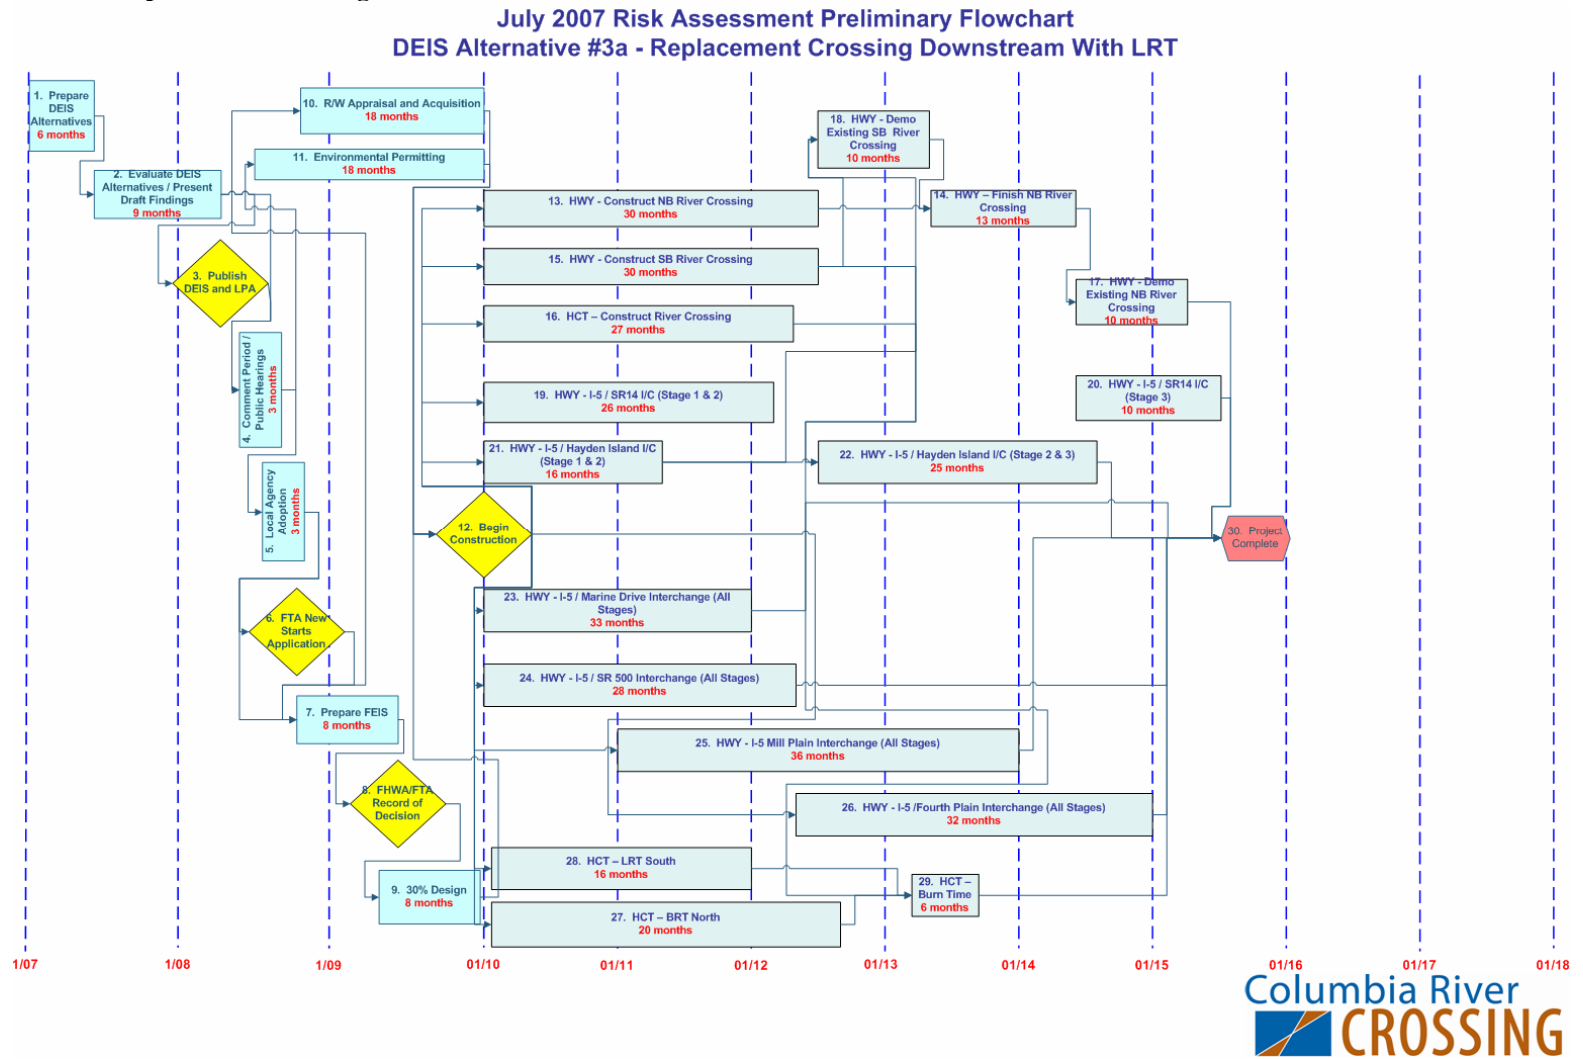 July 2007 Risk Assessment Preliminary Flowchart
DEIS Alternative #3a - Replacement Crossing Downstream With LRT
1. Prepare
DEIS
Alternatives
6 months
2. Evaluate DEIS
Alternatives / Present
Draft Findings
9 months
3. Publish
DEIS and LPA
4. Comment Period /
Public Hearings
3 months
5. Local Agency
Adoption
3 months
6. FTA New
Starts
Application
7. Prepare FEIS
8 months
8. FHWA/FTA
Record of
Decision
9. 30% Design
8 months
10. R/W Appraisal and Acquisition
18 months
11. Environmental Permitting
18 months
12. Begin
Construction
13. HWY - Construct NB River Crossing
30 months
14. HWY – Finish NB River
Crossing
13 months
15. HWY - Construct SB River Crossing
30 months
16. HCT – Construct River Crossing
27 months
17. HWY - Demo
Existing NB River
Crossing
10 months
18. HWY - Demo
Existing SB River
Crossing
10 months
19. HWY - I-5 / SR14 I/C (Stage 1 & 2)
26 months
20. HWY - I-5 / SR14 I/C
(Stage 3)
10 months
21. HWY - I-5 / Hayden Island I/C
(Stage 1 & 2)
16 months
22. HWY - I-5 / Hayden Island I/C (Stage 2 & 3)
25 months
23. HWY - I-5 / Marine Drive Interchange (All
Stages)
33 months
24. HWY - I-5 / SR 500 Interchange (All Stages)
28 months
25. HWY - I-5 Mill Plain Interchange (All Stages)
36 months
26. HWY - I-5 /Fourth Plain Interchange (All Stages)
32 months
28. HCT – LRT South
16 months
27. HCT – BRT North
20 months
29. HCT –
Burn Time
6 months
30. Project
Complete
1/07 1/08 1/09 01/10 01/11 01/12 01/13 01/14 01/15 01/16 01/17 01/18
Columbia River
CROSSING